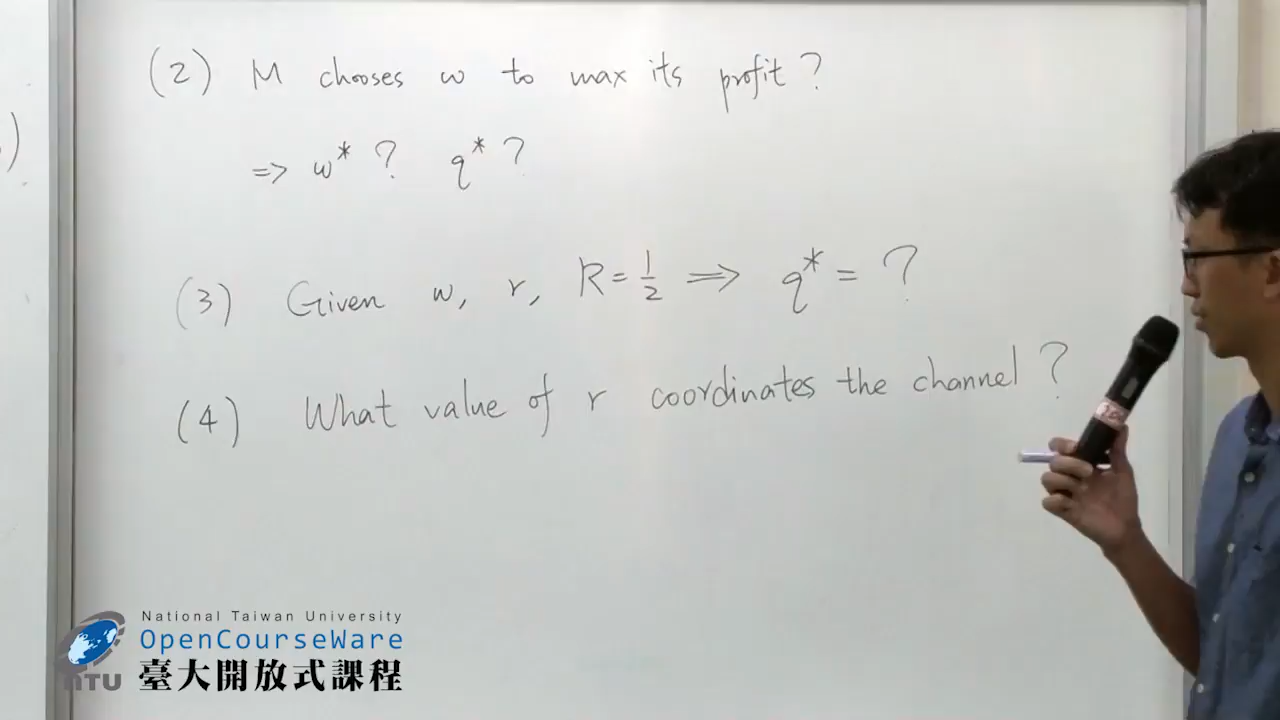 (2) M chooses w to max its profit?
)
=> w* ? q* ?
(3) Given w, r, R=1/2 => q* = ?
(4) What value of r coordinates the channel?
National Taiwan University
OpenCourseWare
NTU
臺大開放式課程